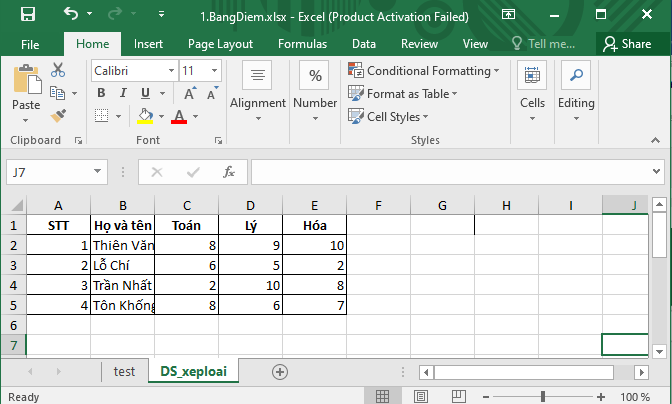 1.BangDiem.xlsx - Excel (Product Activation Failed)
File Home Insert Page Layout Formulas Data Review View Tell me... Share
Calibri 11 Conditional Formatting
Paste B I U A A % Format as Table Cells Editing
A Alignment Number Cell Styles
Clipboard Font Styles
J7 fx
A B C D E F G H I J
1 STT Họ và tên Toán Lý Hóa
2 1 Thiên Văn 8 9 10
3 2 Lỗ Chí 6 5 2
4 3 Trần Nhất 2 10 8
5 4 Tôn Khổng 8 6 7
6
7
test DS_xeploai
Ready 100 %